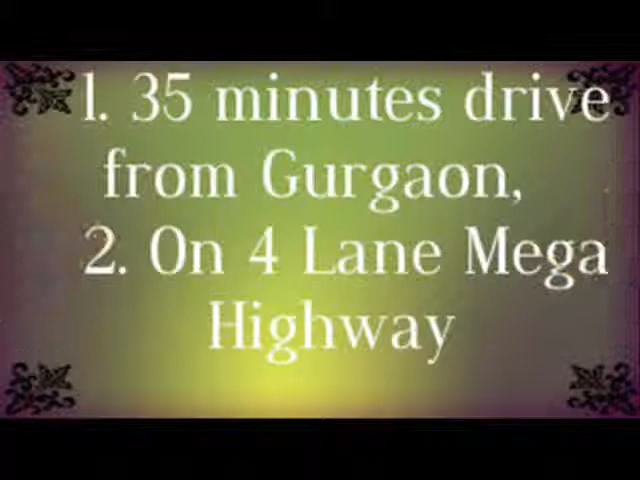 1. 35 minutes drive
from Gurgaon,
2. On 4 Lane Mega
Highway